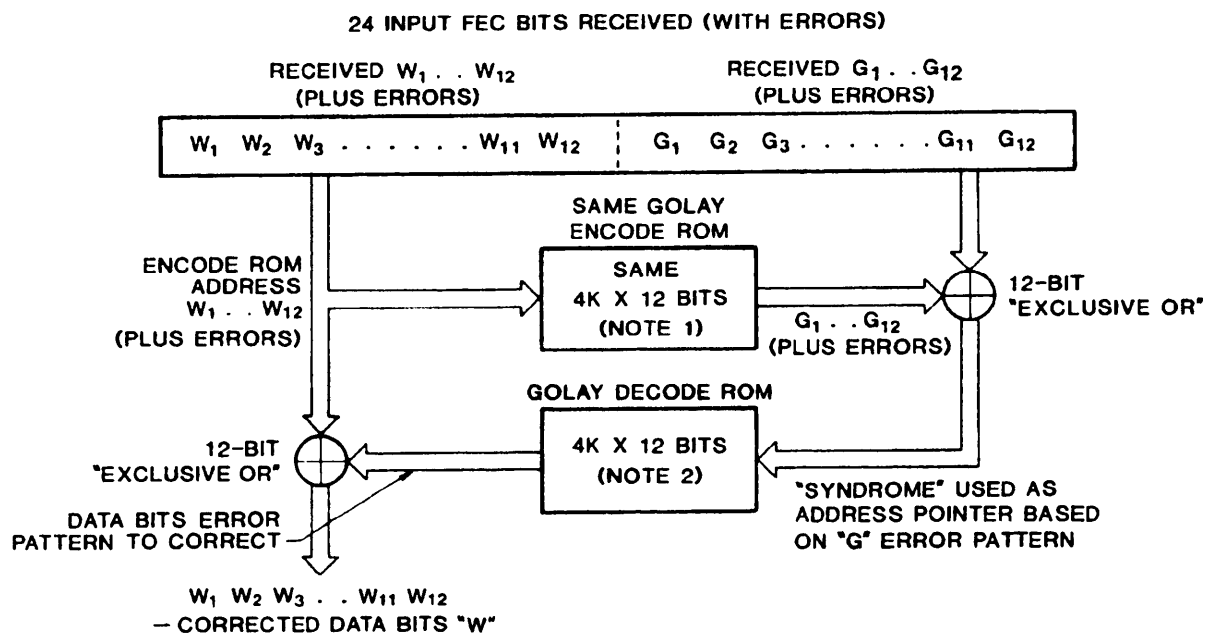 24 INPUT FEC BITS RECEIVED (WITH ERRORS)
RECEIVED W₁ . . W₁₂
(PLUS ERRORS)
RECEIVED G₁ . . G₁₂
(PLUS ERRORS)
W₁ W₂ W₃ . . . . . . W₁₁ W₁₂ G₁ G₂ G₃ . . . . . . G₁₁ G₁₂
SAME GOLAY
ENCODE ROM
ENCODE ROM
ADDRESS
W₁ . . W₁₂
(PLUS ERRORS)
SAME
4K X 12 BITS
(NOTE 1)
G₁ . . G₁₂
(PLUS ERRORS)
12-BIT
"EXCLUSIVE OR"
GOLAY DECODE ROM
4K X 12 BITS
(NOTE 2)
12-BIT
"EXCLUSIVE OR"
DATA BITS ERROR
PATTERN TO CORRECT
"SYNDROME" USED AS
ADDRESS POINTER BASED
ON "G" ERROR PATTERN
W₁ W₂ W₃ . . W₁₁ W₁₂
— CORRECTED DATA BITS "W"